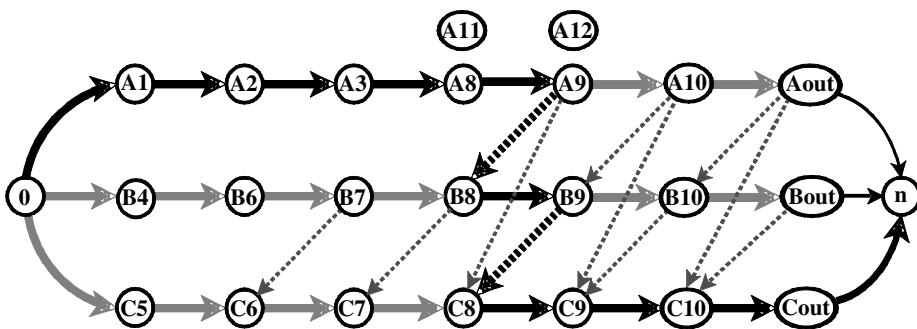 A11 A12
A1 A2 A3 A8 A9 A10 Aout
0 B4 B6 B7 B8 B9 B10 Bout n
C5 C6 C7 C8 C9 C10 Cout